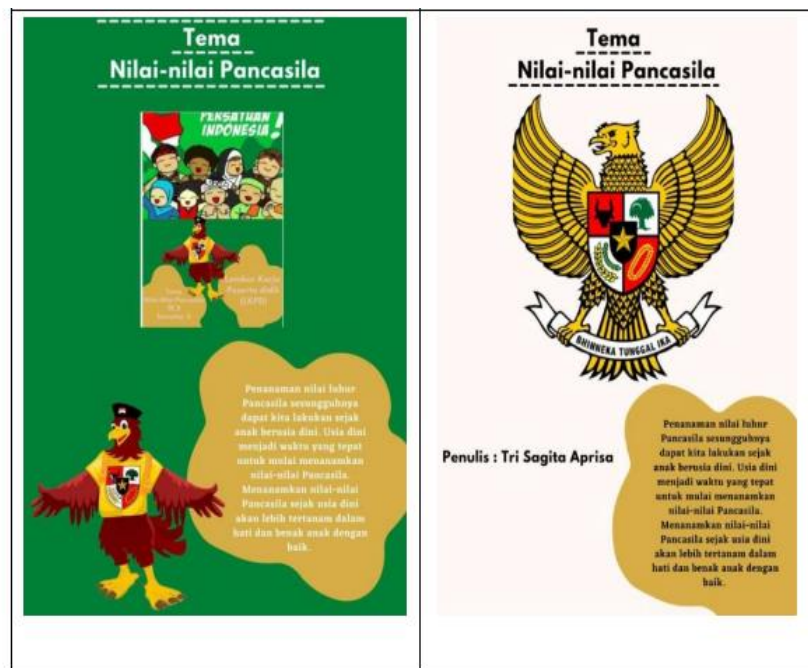 Tema
Nilai-nilai Pancasila
PERSATUAN
INDONESIA!
Lembar Kerja
Peserta didik
(LKPD)
Tema
Nilai-nilai Pancasila
Penanaman nilai luhur
Pancasila sesungguhnya
dapat kita lakukan sejak
anak berusia dini. Usia dini
menjadi waktu yang tepat
untuk mulai menanamkan
nilai-nilai Pancasila.
Menanamkan nilai-nilai
Pancasila sejak usia dini
akan lebih tertanam dalam
hati dan benak anak dengan
baik.
Tema
Nilai-nilai Pancasila
BHINNEKA TUNGGAL IKA
Penulis : Tri Sagita Aprisa
Penanaman nilai luhur
Pancasila sesungguhnya
dapat kita lakukan sejak
anak berusia dini. Usia dini
menjadi waktu yang tepat
untuk mulai menanamkan
nilai-nilai Pancasila.
Menanamkan nilai-nilai
Pancasila sejak usia dini
akan lebih tertanam dalam
hati dan benak anak dengan
baik.